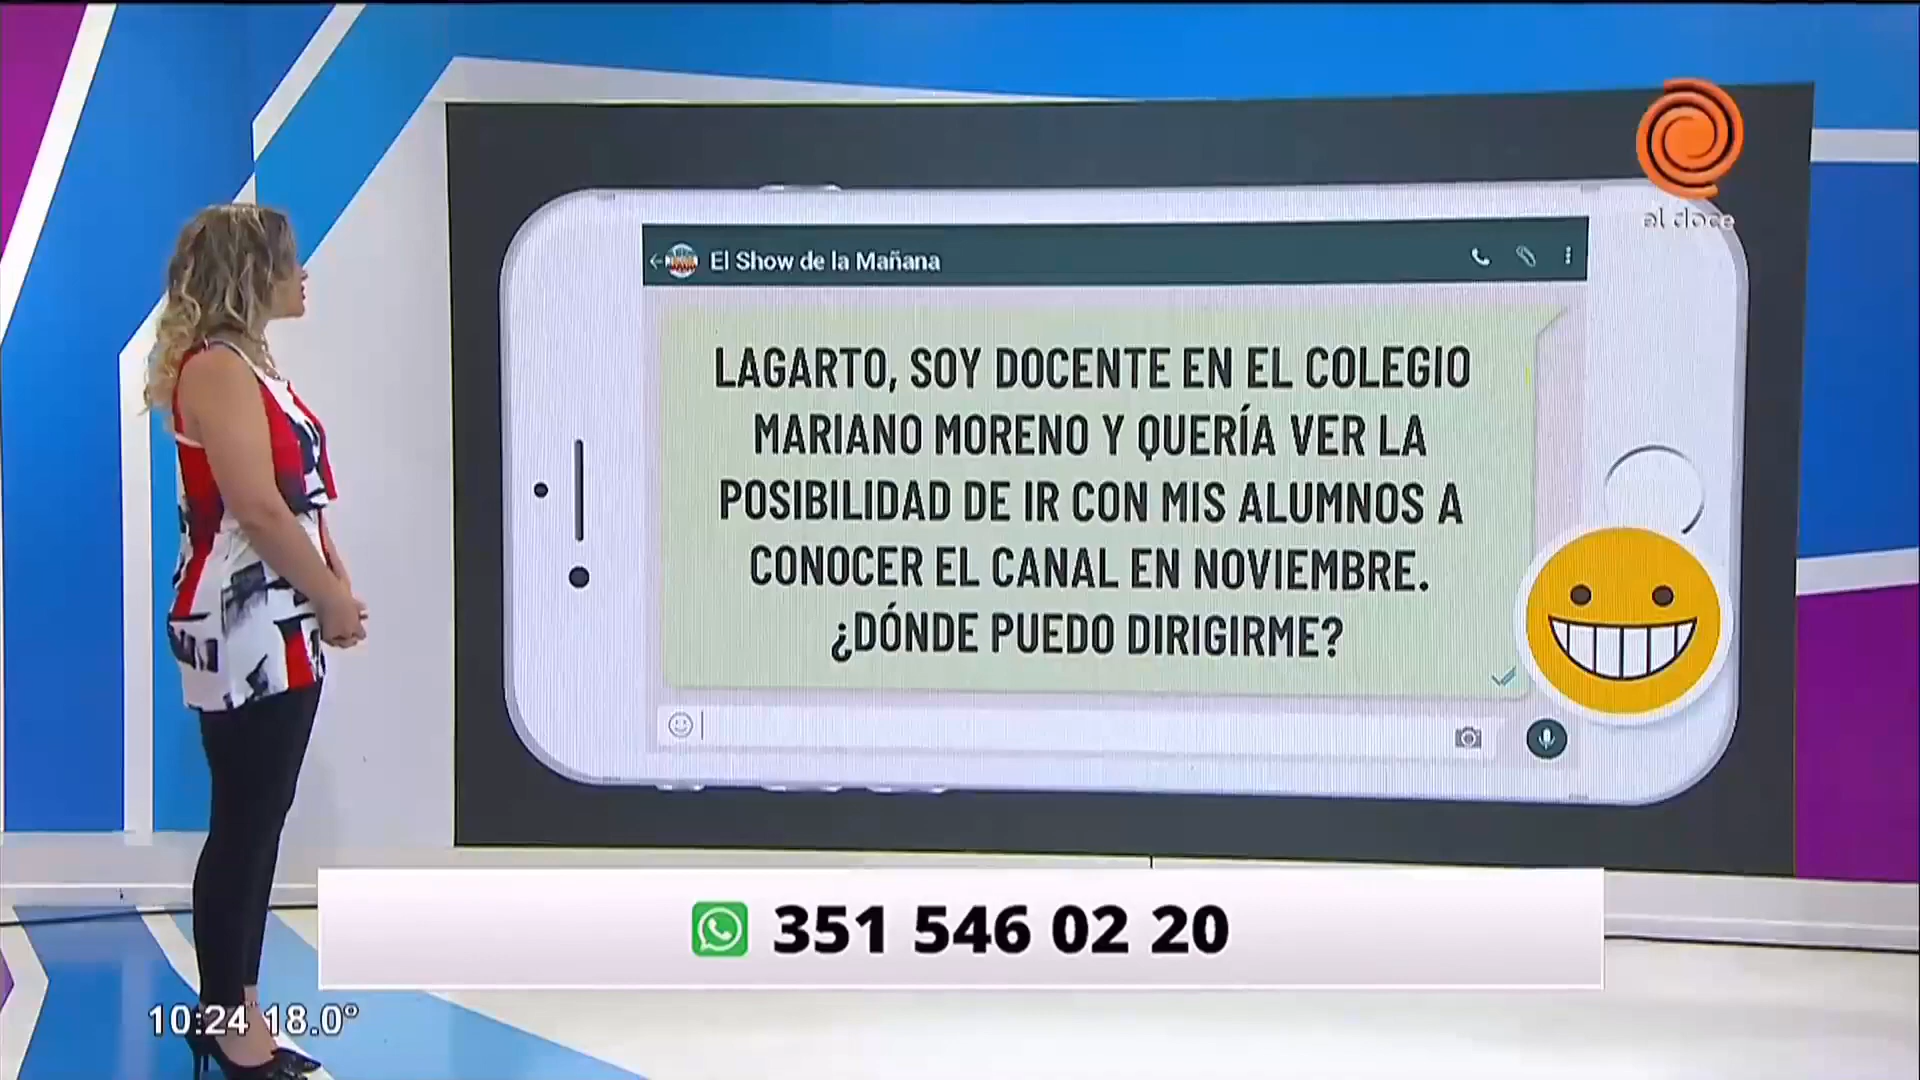 el doce
El Show de la Mañana
LAGARTO, SOY DOCENTE EN EL COLEGIO
MARIANO MORENO Y QUERÍA VER LA
POSIBILIDAD DE IR CON MIS ALUMNOS A
CONOCER EL CANAL EN NOVIEMBRE.
¿DÓNDE PUEDO DIRIGIRME?
351 546 02 20
10:24 18.0°